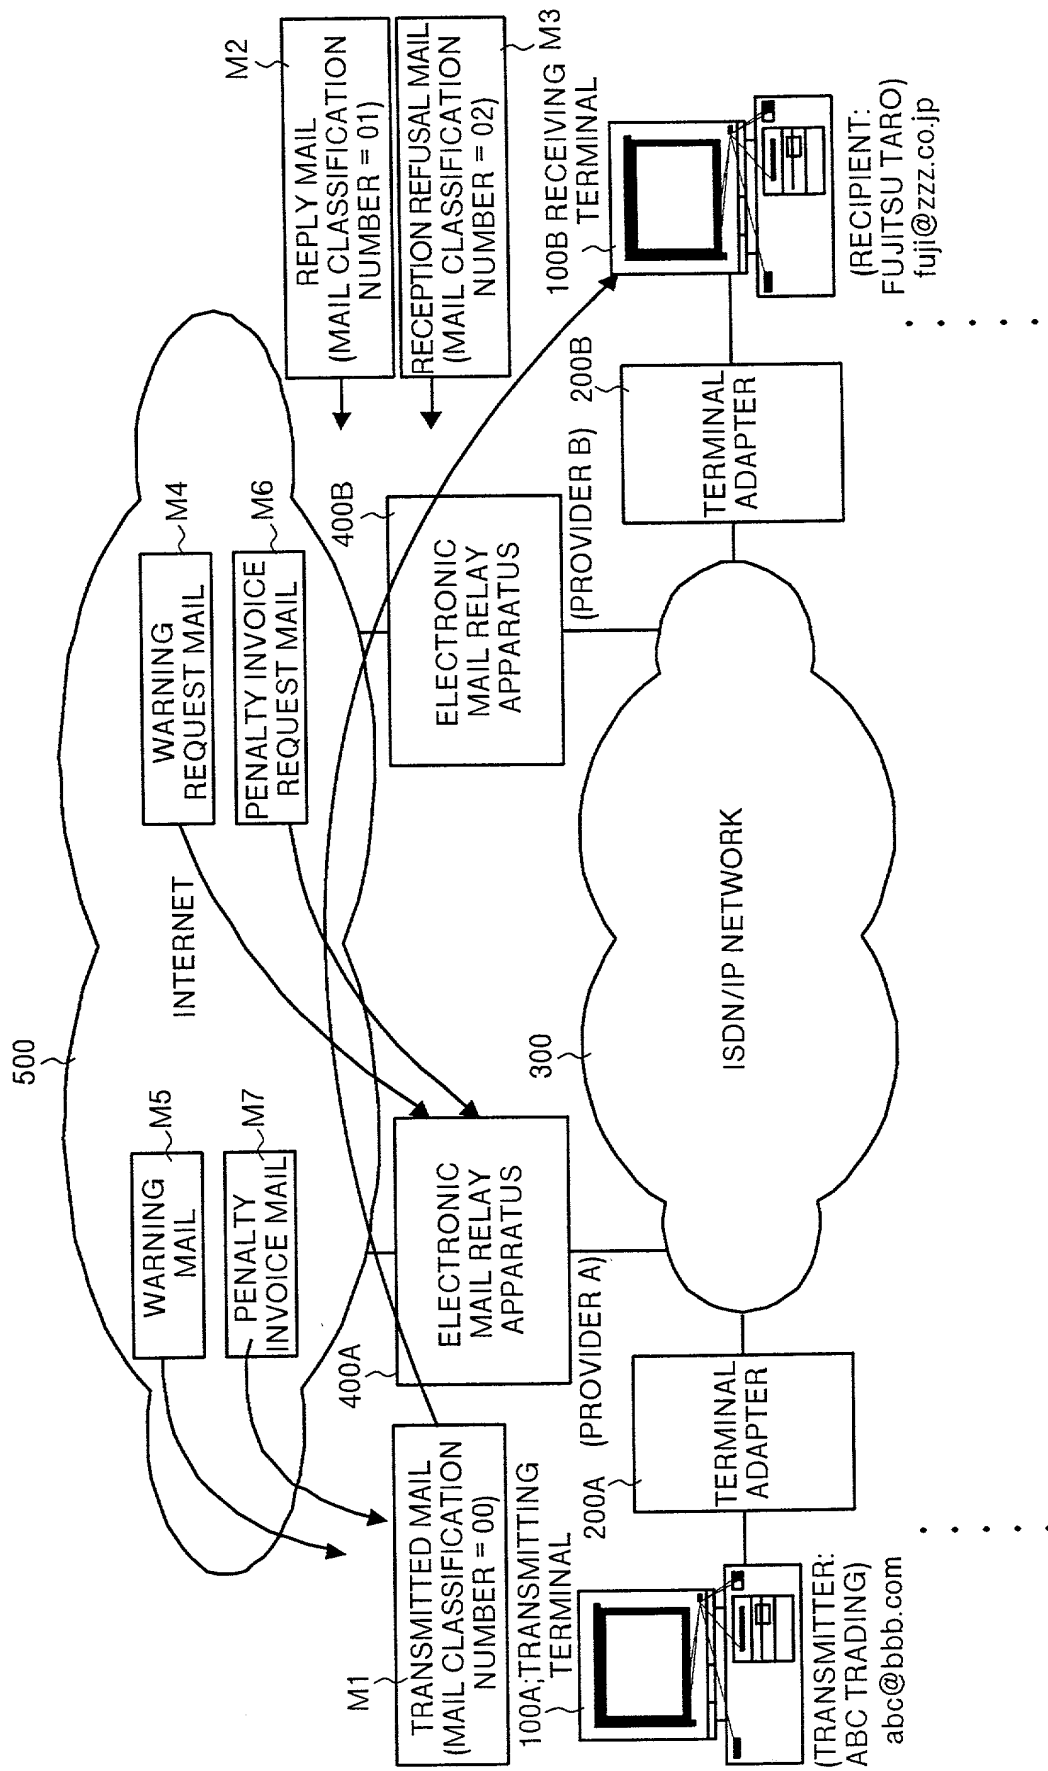 500
INTERNET
WARNING
MAIL
M5
PENALTY
INVOICE MAIL
M7
WARNING
REQUEST MAIL
M4
PENALTY INVOICE
REQUEST MAIL
M6
M2
REPLY MAIL
(MAIL CLASSIFICATION
NUMBER = 01)
RECEPTION REFUSAL MAIL
(MAIL CLASSIFICATION
NUMBER = 02)
M3
M1
TRANSMITTED MAIL
(MAIL CLASSIFICATION
NUMBER = 00)
400A
ELECTRONIC
MAIL RELAY
APPARATUS
(PROVIDER A)
400B
ELECTRONIC
MAIL RELAY
APPARATUS
(PROVIDER B)
100A;TRANSMITTING
TERMINAL
(TRANSMITTER:
ABC TRADING)
abc@bbb.com
200A
TERMINAL
ADAPTER
300
ISDN/IP NETWORK
200B
TERMINAL
ADAPTER
100B RECEIVING
TERMINAL
(RECIPIENT:
FUJITSU TARO)
fuji@zzz.co.jp